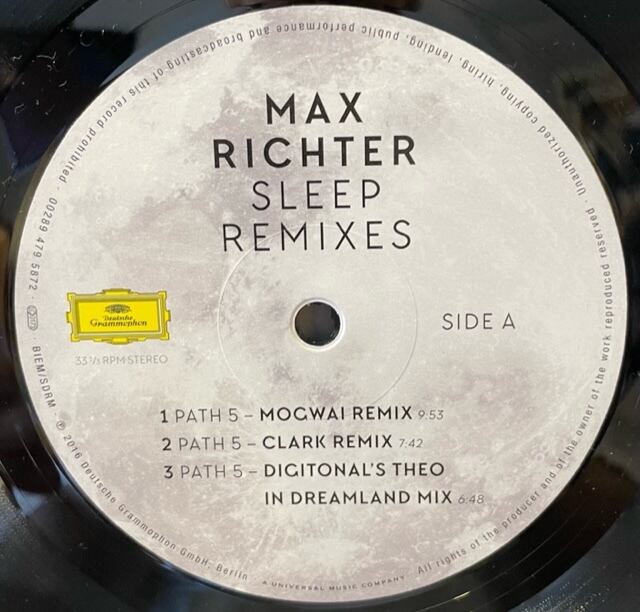 MAX
RICHTER
SLEEP
REMIXES
SIDE A
Deutsche
Grammophon
33 ⅓ RPM STEREO
1 PATH 5 – MOGWAI REMIX 9:53
2 PATH 5 – CLARK REMIX 7:42
3 PATH 5 – DIGITONAL'S THEO
IN DREAMLAND MIX 6:48
00289 479 5872 · BIEM/SDRM
℗ 2016 Deutsche Grammophon GmbH, Berlin
A UNIVERSAL MUSIC COMPANY
All rights of the producer and of the owner of the work reproduced reserved · Unauthorized copying, hiring, lending, public performance and broadcasting of this record prohibited ·